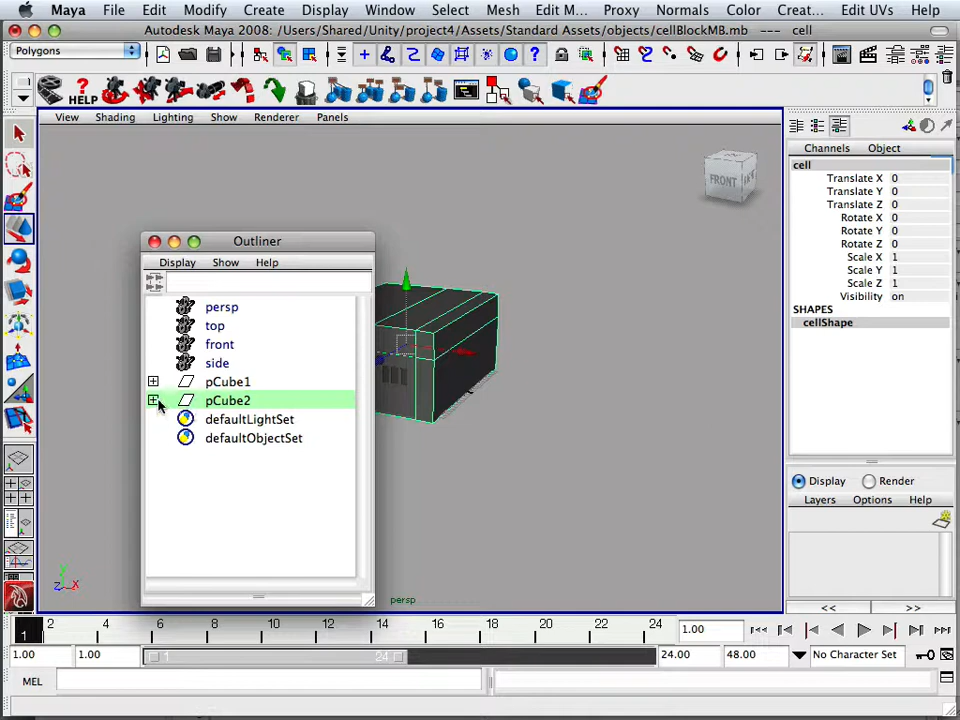 Maya File Edit Modify Create Display Window Select Mesh Edit M... Proxy Normals Color Creat... Edit UVs Help
Autodesk Maya 2008: /Users/Shared/Unity/project4/Assets/Standard Assets/objects/cellBlockMB.mb --- cell
Polygons
HELP
View Shading Lighting Show Renderer Panels
Channels Object
cell
Translate X 0
Translate Y 0
Translate Z 0
Rotate X 0
Rotate Y 0
Rotate Z 0
Scale X 1
Scale Y 1
Scale Z 1
Visibility on
SHAPES
cellShape
FRONT
Outliner
Display Show Help
persp
top
front
side
pCube1
pCube2
defaultLightSet
defaultObjectSet
Display Render
Layers Options Help
<< >>
y
z x
persp
1 2 4 6 8 10 12 14 16 18 20 22 24 1.00
1.00 1.00 1 24 24.00 48.00 No Character Set
MEL